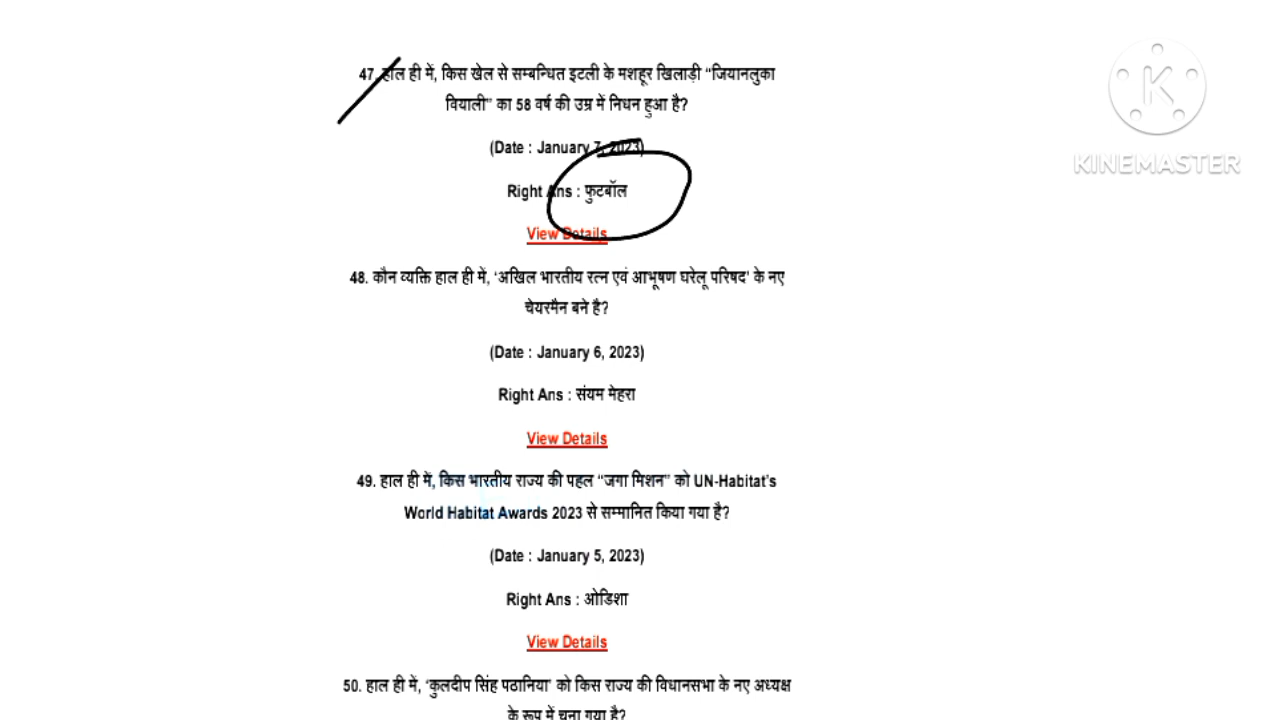 47. हाल ही में, किस खेल से सम्बन्धित इटली के मशहूर खिलाड़ी “जियानलुका
वियाली” का 58 वर्ष की उम्र में निधन हुआ है?
(Date : January 7, 2023)
Right Ans : फुटबॉल
View Details
48. कौन व्यक्ति हाल ही में, ‘अखिल भारतीय रत्न एवं आभूषण घरेलू परिषद’ के नए
चेयरमैन बने है?
(Date : January 6, 2023)
Right Ans : संयम मेहरा
View Details
49. हाल ही में, किस भारतीय राज्य की पहल “जगा मिशन” को UN-Habitat’s
World Habitat Awards 2023 से सम्मानित किया गया है?
(Date : January 5, 2023)
Right Ans : ओडिशा
View Details
50. हाल ही में, ‘कुलदीप सिंह पठानिया’ को किस राज्य की विधानसभा के नए अध्यक्ष
के रूप में चुना गया है?
K
KINEMASTER